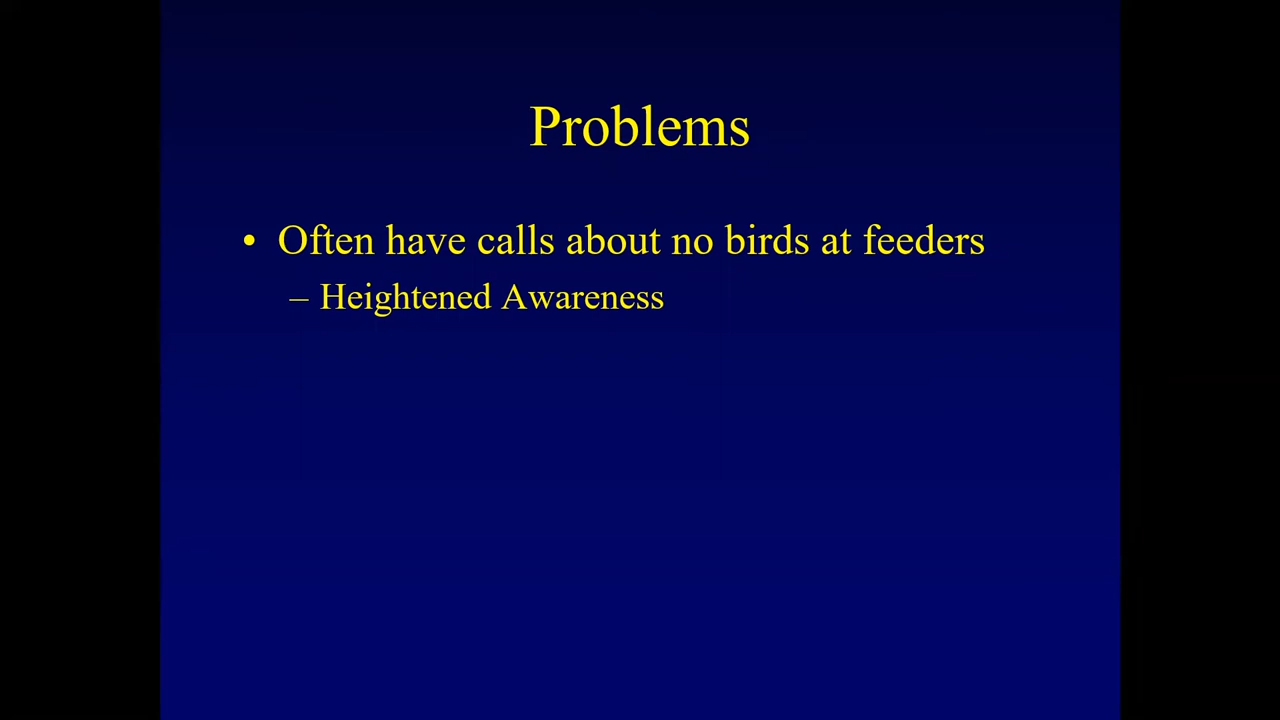 Problems
• Often have calls about no birds at feeders
– Heightened Awareness